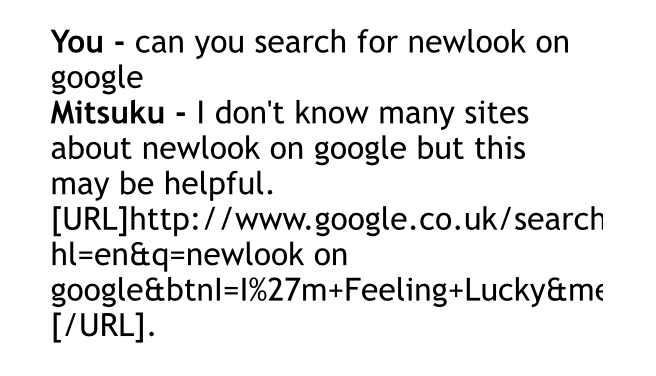 You - can you search for newlook on
google
Mitsuku - I don't know many sites
about newlook on google but this
may be helpful.
[URL]http://www.google.co.uk/search
hl=en&q=newlook on
google&btnI=I%27m+Feeling+Lucky&me
[/URL].